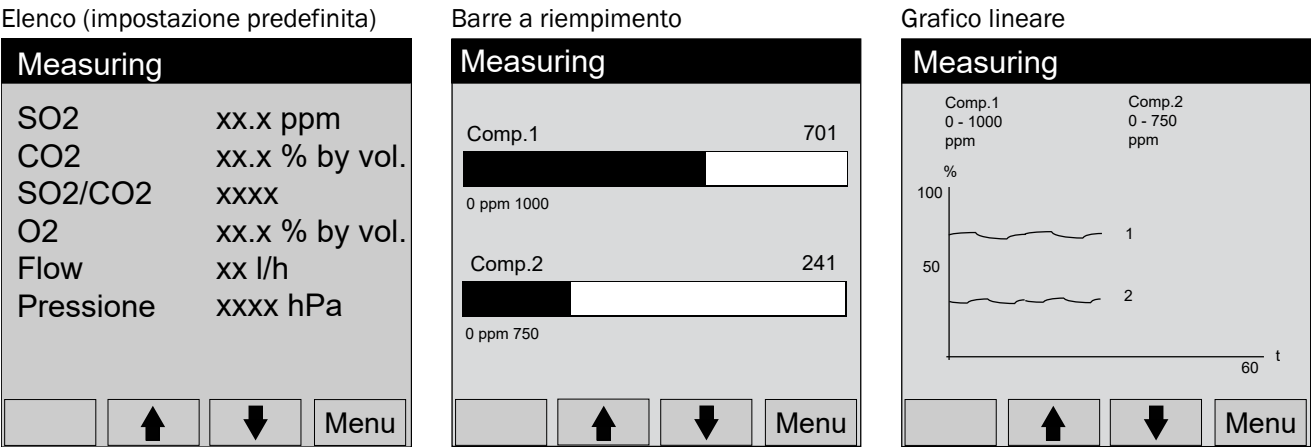 Elenco (impostazione predefinita)
Measuring
SO2 xx.x ppm
CO2 xx.x % by vol.
SO2/CO2 xxxx
O2 xx.x % by vol.
Flow xx l/h
Pressione xxxx hPa
Menu
Barre a riempimento
Measuring
Comp.1 701
0 ppm 1000
Comp.2 241
0 ppm 750
Menu
Grafico lineare
Measuring
Comp.1 Comp.2
0 - 1000 0 - 750
ppm ppm
%
100
1
50
2
60 t
Menu